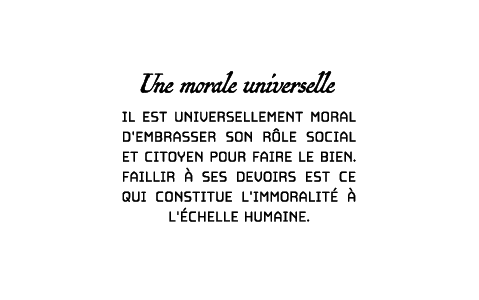 Une morale universelle
IL EST UNIVERSELLEMENT MORAL
D'EMBRASSER SON RÔLE SOCIAL
ET CITOYEN POUR FAIRE LE BIEN.
FAILLIR À SES DEVOIRS EST CE
QUI CONSTITUE L'IMMORALITÉ À
L'ÉCHELLE HUMAINE.